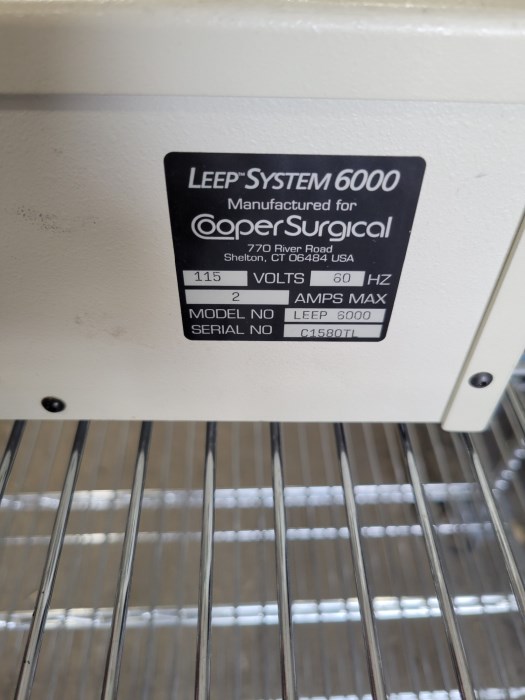 LEEP™ SYSTEM 6000
Manufactured for
CooperSurgical
770 River Road
Shelton, CT 06484 USA
115 VOLTS 60 HZ
2 AMPS MAX
MODEL NO LEEP 6000
SERIAL NO C1580TL